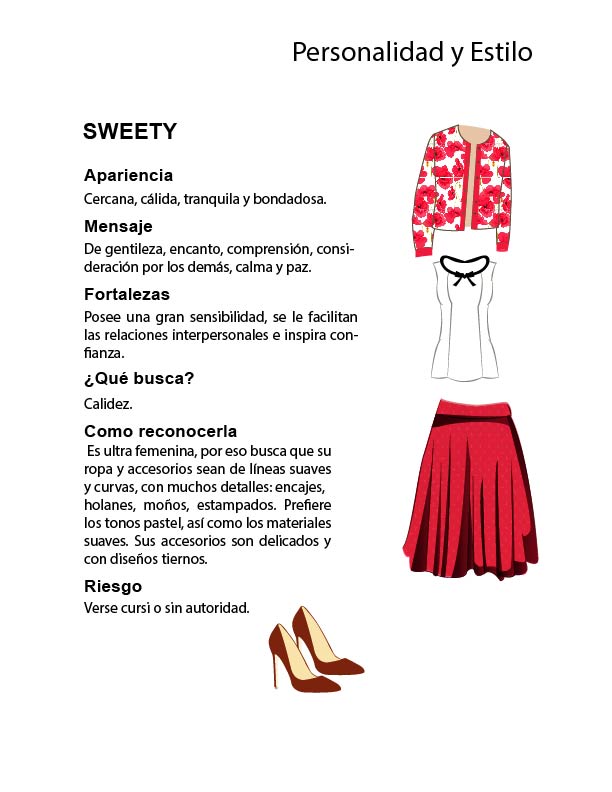 Personalidad y Estilo
SWEETY
Apariencia
Cercana, cálida, tranquila y bondadosa.
Mensaje
De gentileza, encanto, comprensión, consi-
deración por los demás, calma y paz.
Fortalezas
Posee una gran sensibilidad, se le facilitan
las relaciones interpersonales e inspira con-
fianza.
¿Qué busca?
Calidez.
Como reconocerla
Es ultra femenina, por eso busca que su
ropa y accesorios sean de líneas suaves
y curvas, con muchos detalles: encajes,
holanes, moños, estampados. Prefiere
los tonos pastel, así como los materiales
suaves. Sus accesorios son delicados y
con diseños tiernos.
Riesgo
Verse cursi o sin autoridad.